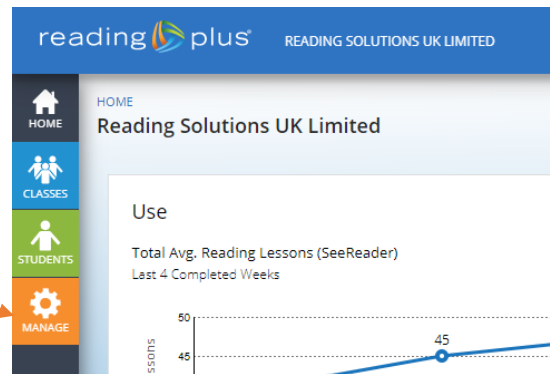 reading plus®
READING SOLUTIONS UK LIMITED
HOME
CLASSES
STUDENTS
MANAGE
HOME
Reading Solutions UK Limited
Use
Total Avg. Reading Lessons (SeeReader)
Last 4 Completed Weeks
50
45
45